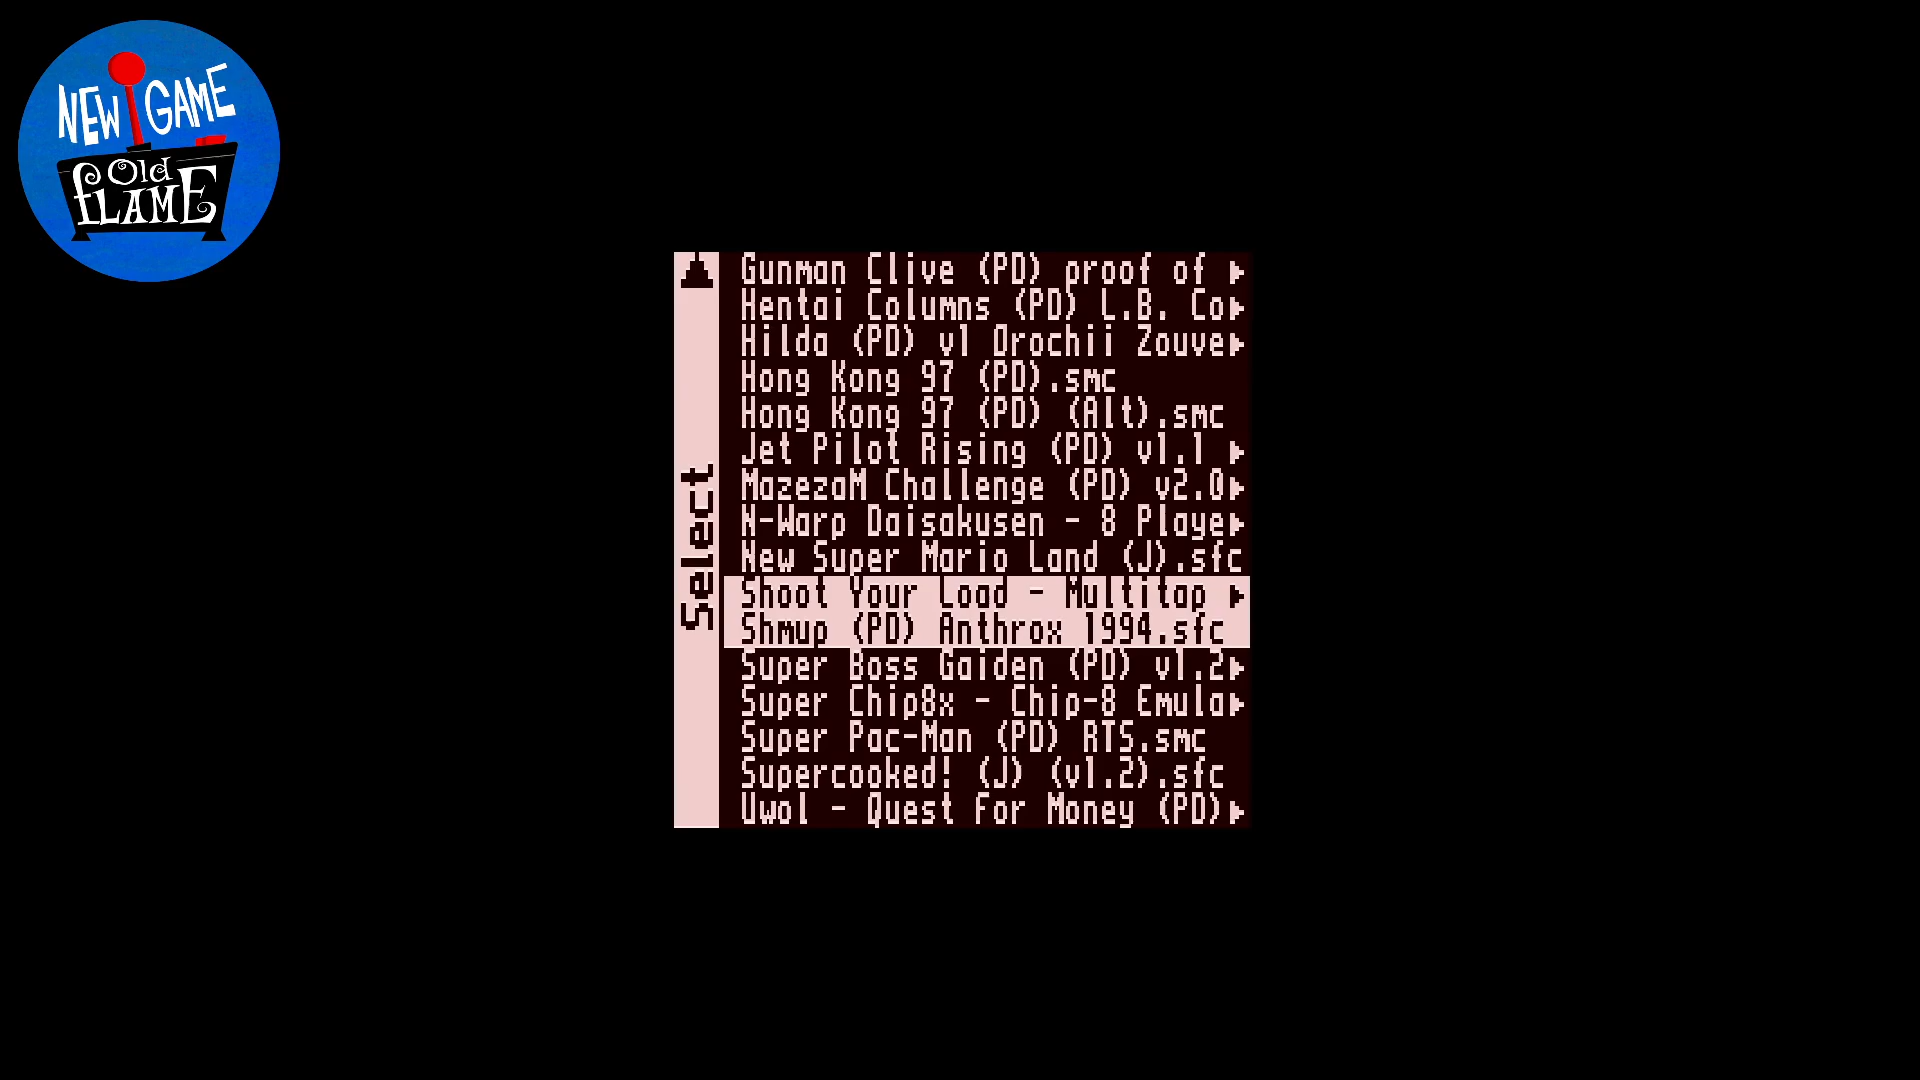 NEW GAME
Old
fLAME
Select
Gunman Clive (PD) proof of
Hentai Columns (PD) L.B. Co
Hilda (PD) v1 Orochii Zouve
Hong Kong 97 (PD).smc
Hong Kong 97 (PD) (Alt).smc
Jet Pilot Rising (PD) v1.1
MazezaM Challenge (PD) v2.0
N-Warp Daisakusen - 8 Playe
New Super Mario Land (J).sfc
Shoot Your Load - Multitap
Shmup (PD) Anthrox 1994.sfc
Super Boss Gaiden (PD) v1.2
Super Chip8x - Chip-8 Emula
Super Pac-Man (PD) RTS.smc
Supercooked! (J) (v1.2).sfc
Uwol - Quest For Money (PD)